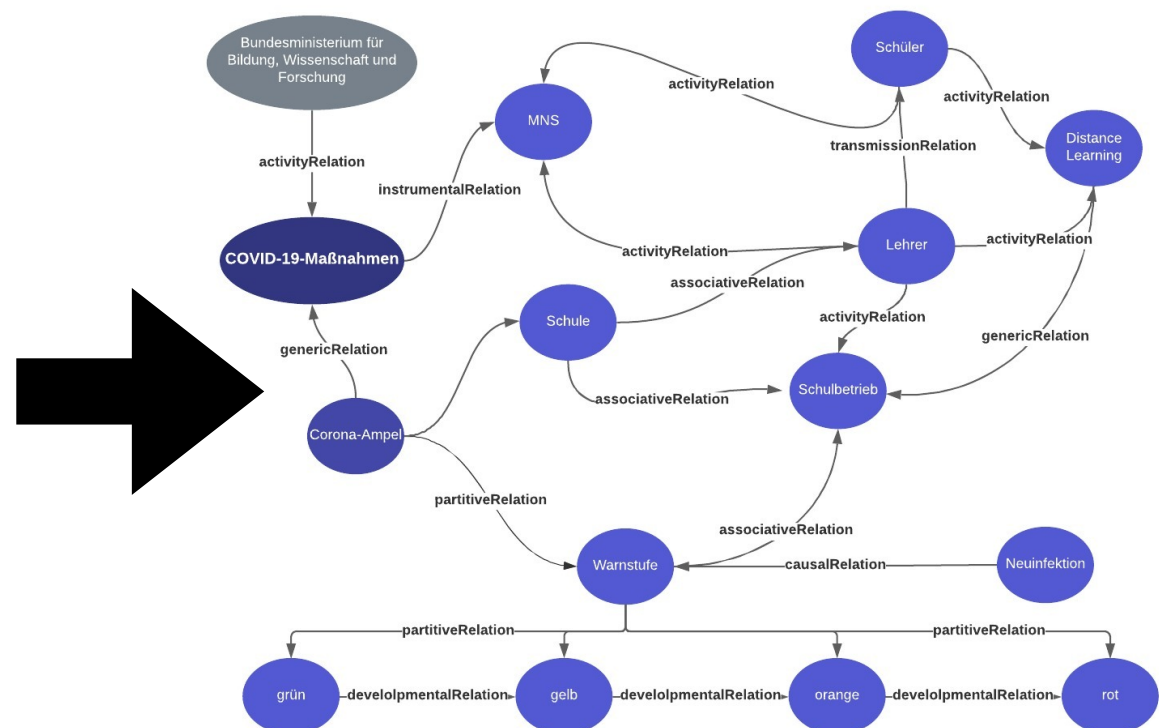 Bundesministerium für
Bildung, Wissenschaft und
Forschung
Schüler
activityRelation
activityRelation
MNS
Distance
Learning
transmissionRelation
activityRelation
instrumentalRelation
Lehrer
activityRelation
activityRelation
COVID-19-Maßnahmen
associativeRelation
Schule
activityRelation
genericRelation
genericRelation
Schulbetrieb
associativeRelation
Corona-Ampel
partitiveRelation
associativeRelation
Warnstufe
causalRelation
Neuinfektion
partitiveRelation
partitiveRelation
grün
develolpmentalRelation
gelb
develolpmentalRelation
orange
develolpmentalRelation
rot